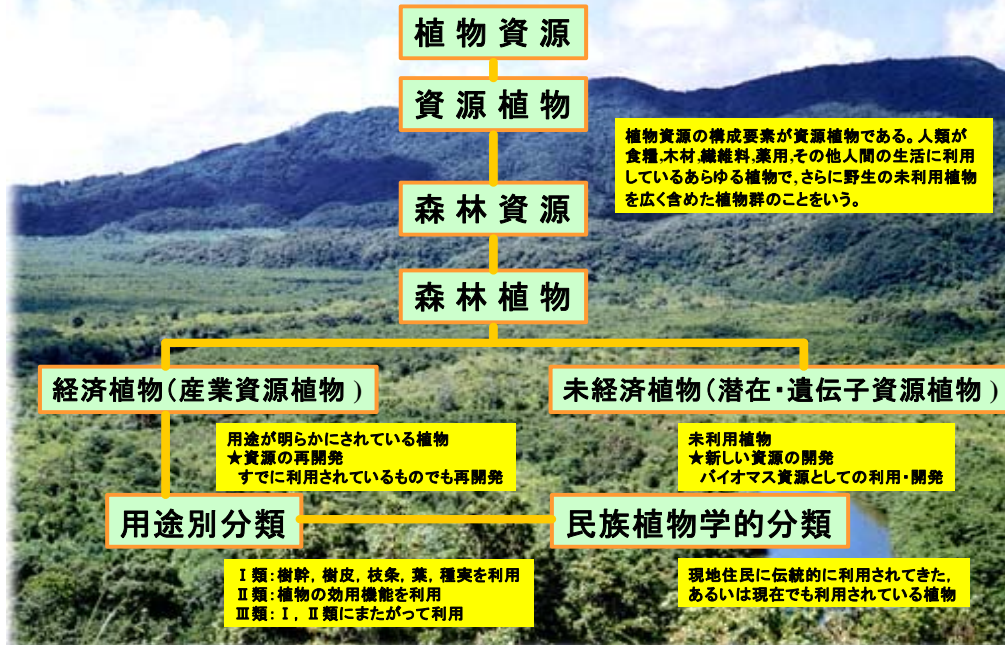 植物資源
資源植物
植物資源の構成要素が資源植物である。人類が
食糧,木材,繊維料,薬用,その他人間の生活に利用
しているあらゆる植物で,さらに野生の未利用植物
を広く含めた植物群のことをいう。
森林資源
森林植物
経済植物(産業資源植物)
未経済植物(潜在・遺伝子資源植物)
用途が明らかにされている植物
★資源の再開発
すでに利用されているものでも再開発
未利用植物
★新しい資源の開発
バイオマス資源としての利用・開発
用途別分類
民族植物学的分類
Ⅰ類:樹幹, 樹皮, 枝条, 葉, 種実を利用
Ⅱ類:植物の効用機能を利用
Ⅲ類:Ⅰ, Ⅱ類にまたがって利用
現地住民に伝統的に利用されてきた,
あるいは現在でも利用されている植物